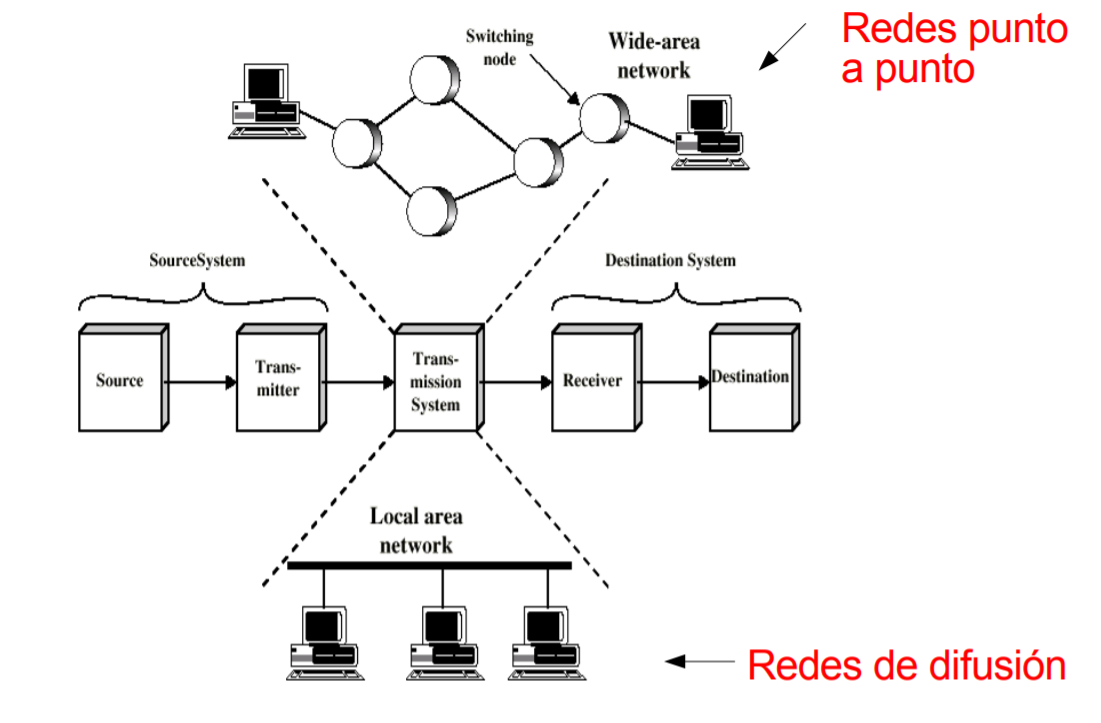 Redes punto
a punto
Switching
node
Wide-area
network
SourceSystem
Destination System
Source
Trans-
mitter
Trans-
mission
System
Receiver
Destination
Local area
network
Redes de difusión